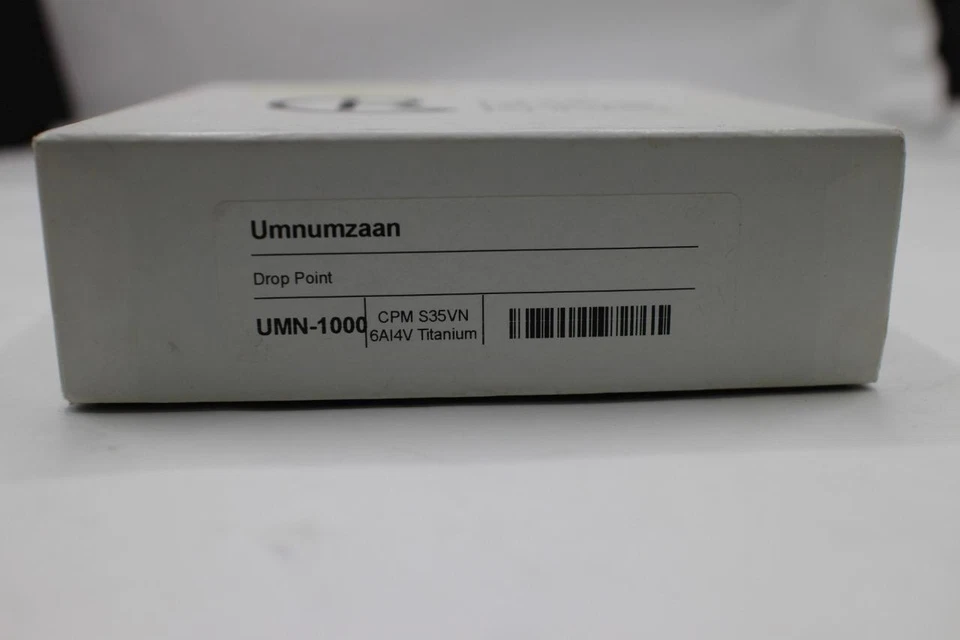 Umnumzaan
Drop Point
UMN-1000
CPM S35VN
6Al4V Titanium